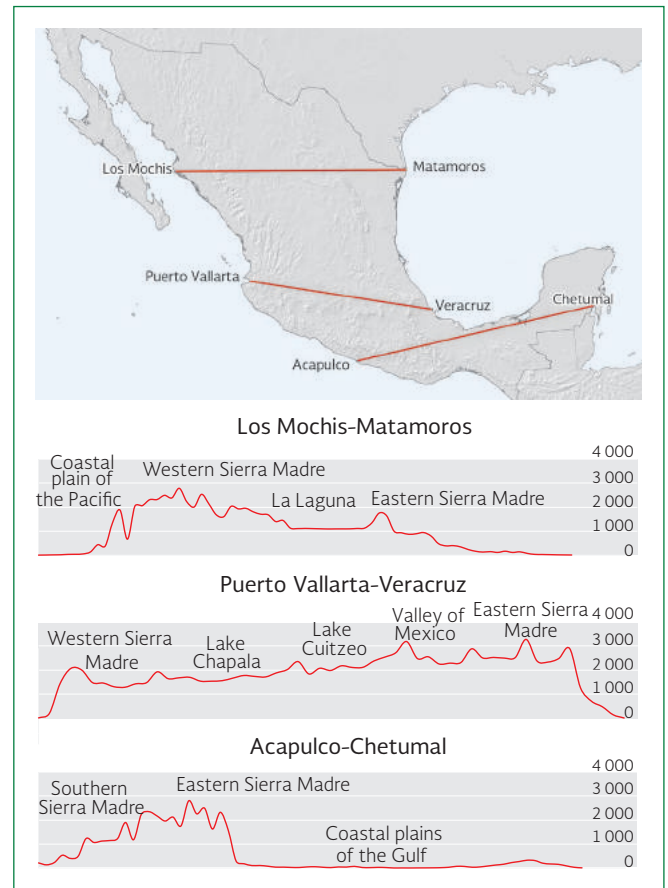 Los Mochis
Matamoros
Puerto Vallarta
Veracruz
Chetumal
Acapulco
Los Mochis-Matamoros
Coastal
plain of
the Pacific
Western Sierra Madre
La Laguna
Eastern Sierra Madre
4 000
3 000
2 000
1 000
0
Puerto Vallarta-Veracruz
Western Sierra
Madre
Lake
Chapala
Lake
Cuitzeo
Valley of
Mexico
Eastern Sierra
Madre
4 000
3 000
2 000
1 000
0
Acapulco-Chetumal
Southern
Sierra Madre
Eastern Sierra Madre
Coastal plains
of the Gulf
4 000
3 000
2 000
1 000
0